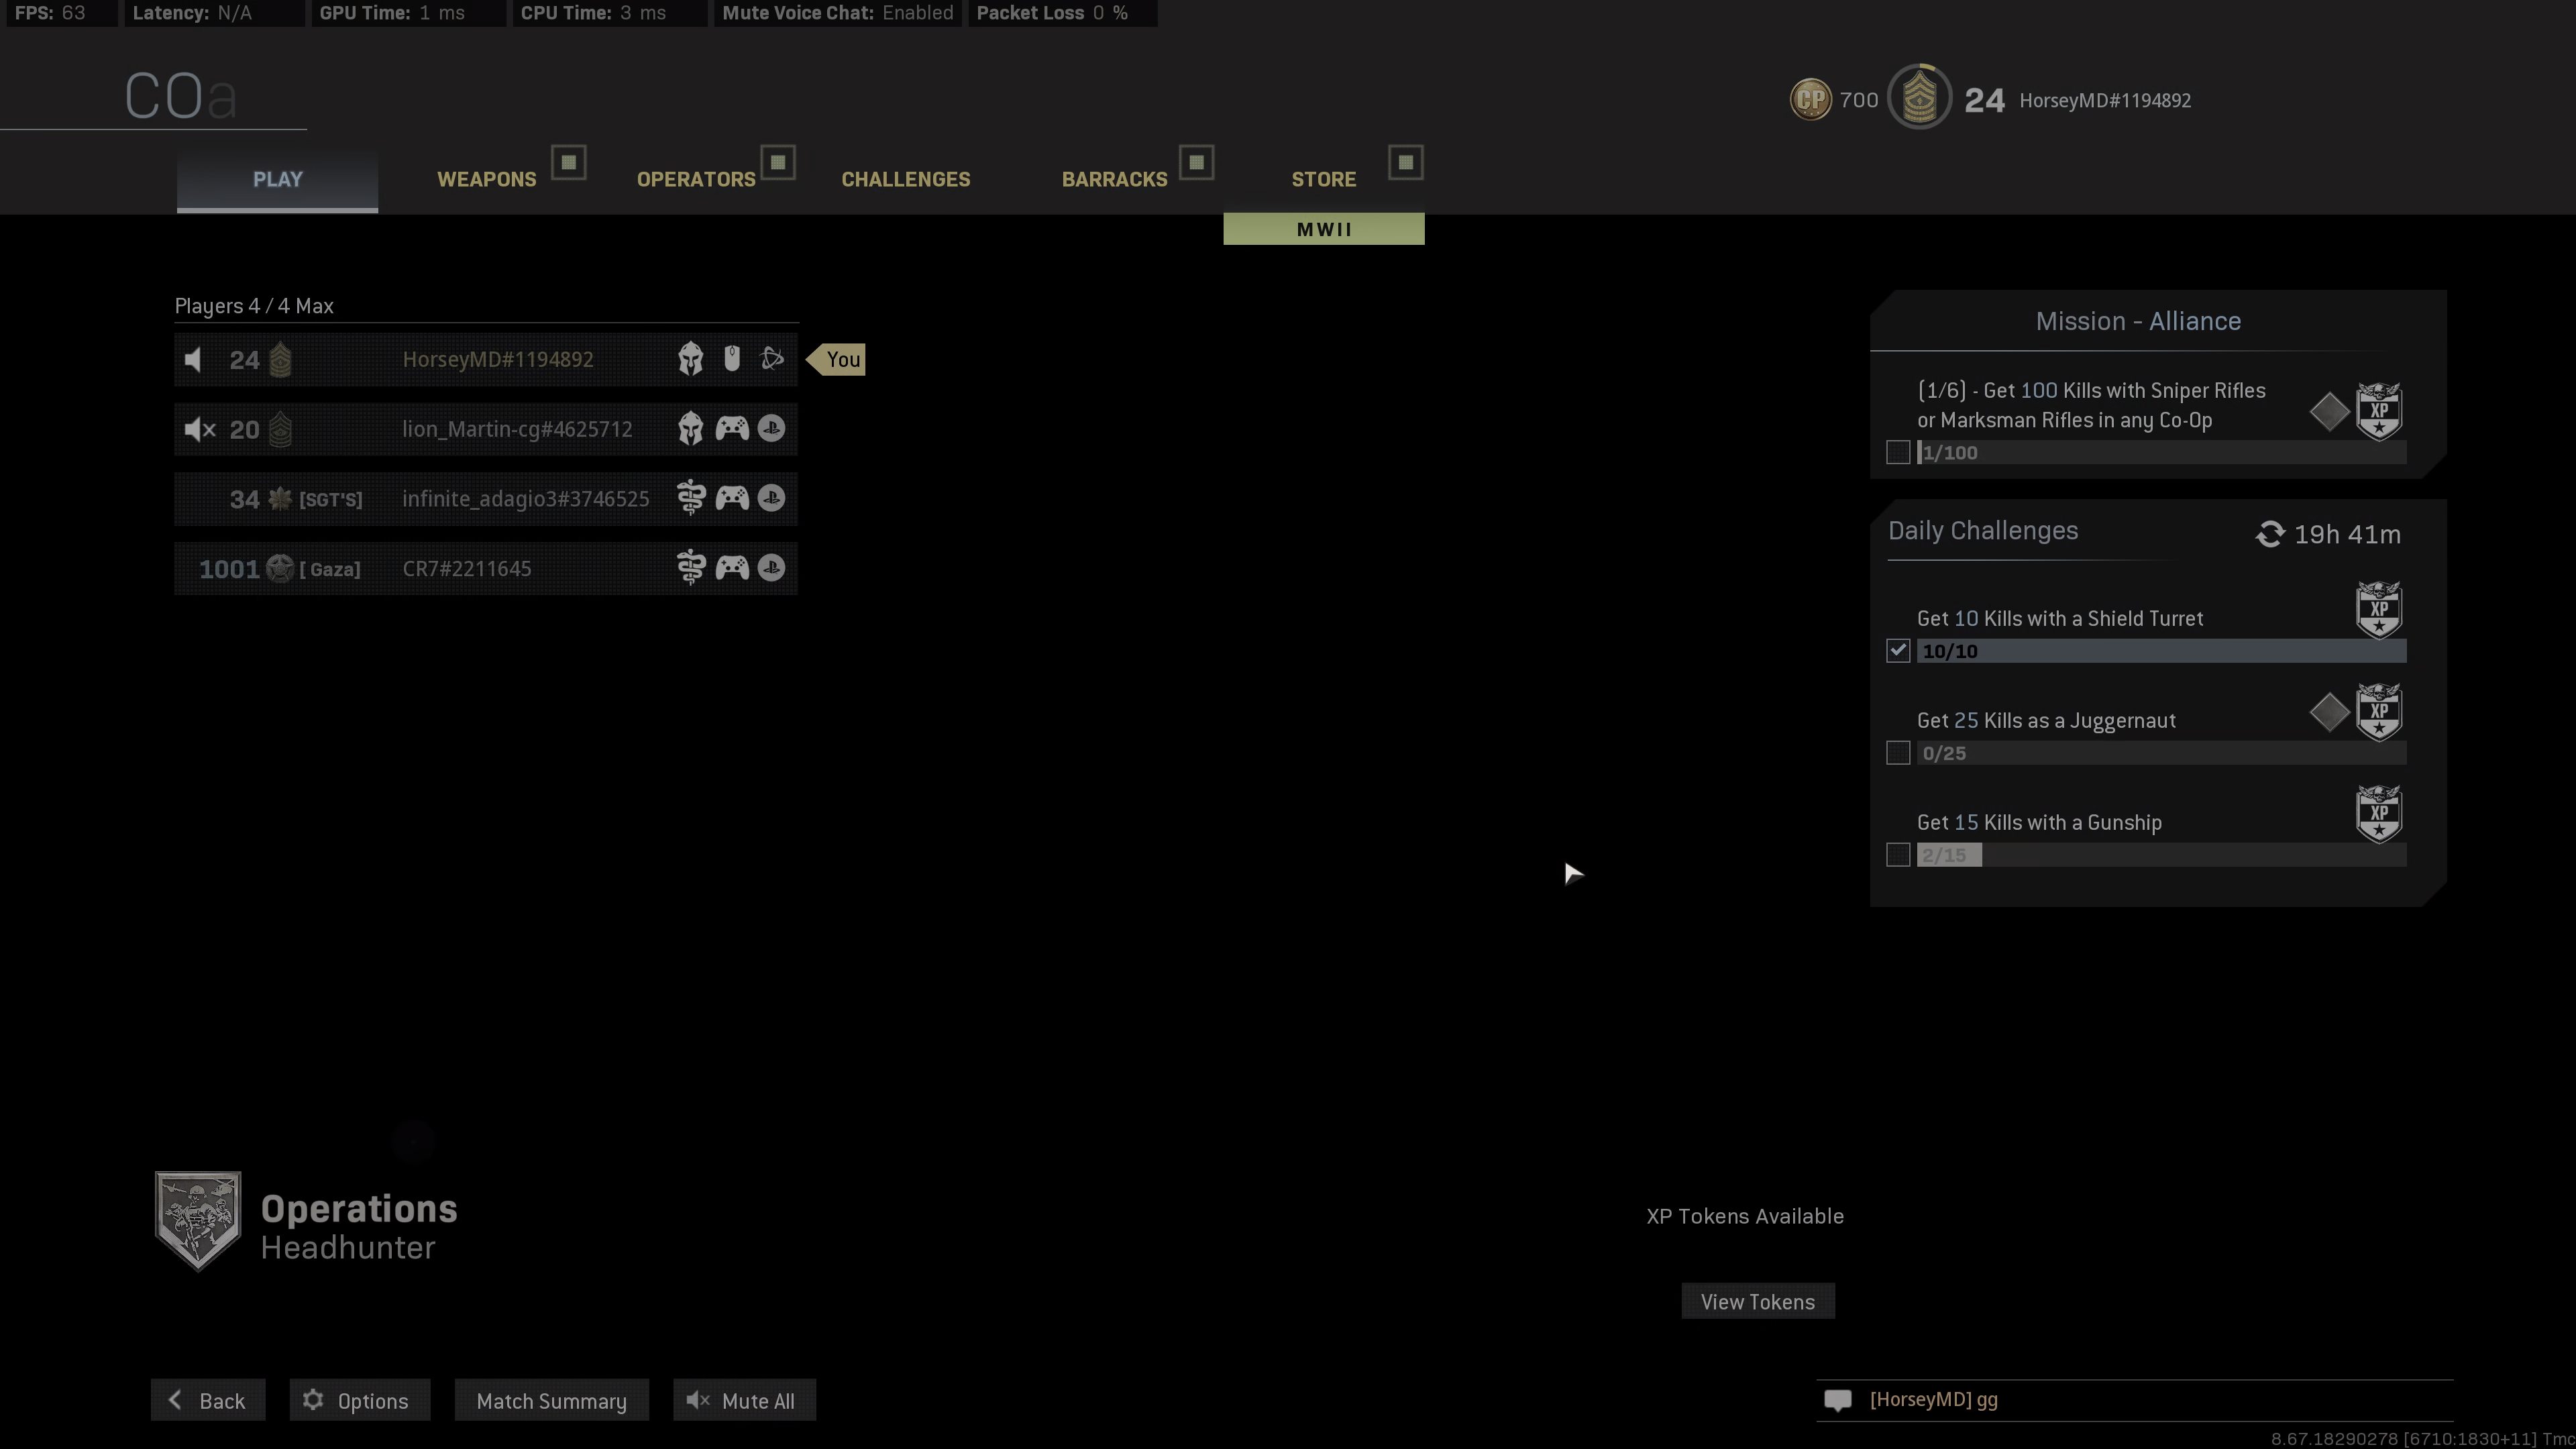 FPS: 63 Latency: N/A GPU Time: 1 ms CPU Time: 3 ms Mute Voice Chat: Enabled Packet Loss 0 %
COa
CP 700 24 HorseyMD#1194892
PLAY WEAPONS OPERATORS CHALLENGES BARRACKS STORE
MWII
Players 4 / 4 Max
24 HorseyMD#1194892 You
20 lion_Martin-cg#4625712
34 [SGT'S] infinite_adagio3#3746525
1001 [ Gaza] CR7#2211645
Mission - Alliance
(1/6) - Get 100 Kills with Sniper Rifles
or Marksman Rifles in any Co-Op
XP
1/100
Daily Challenges 19h 41m
Get 10 Kills with a Shield Turret XP
10/10
Get 25 Kills as a Juggernaut XP
0/25
Get 15 Kills with a Gunship XP
2/15
Operations
Headhunter
XP Tokens Available
View Tokens
Back Options Match Summary Mute All
[HorseyMD] gg
8.67.18290278 [6710:1830+11] Tmc